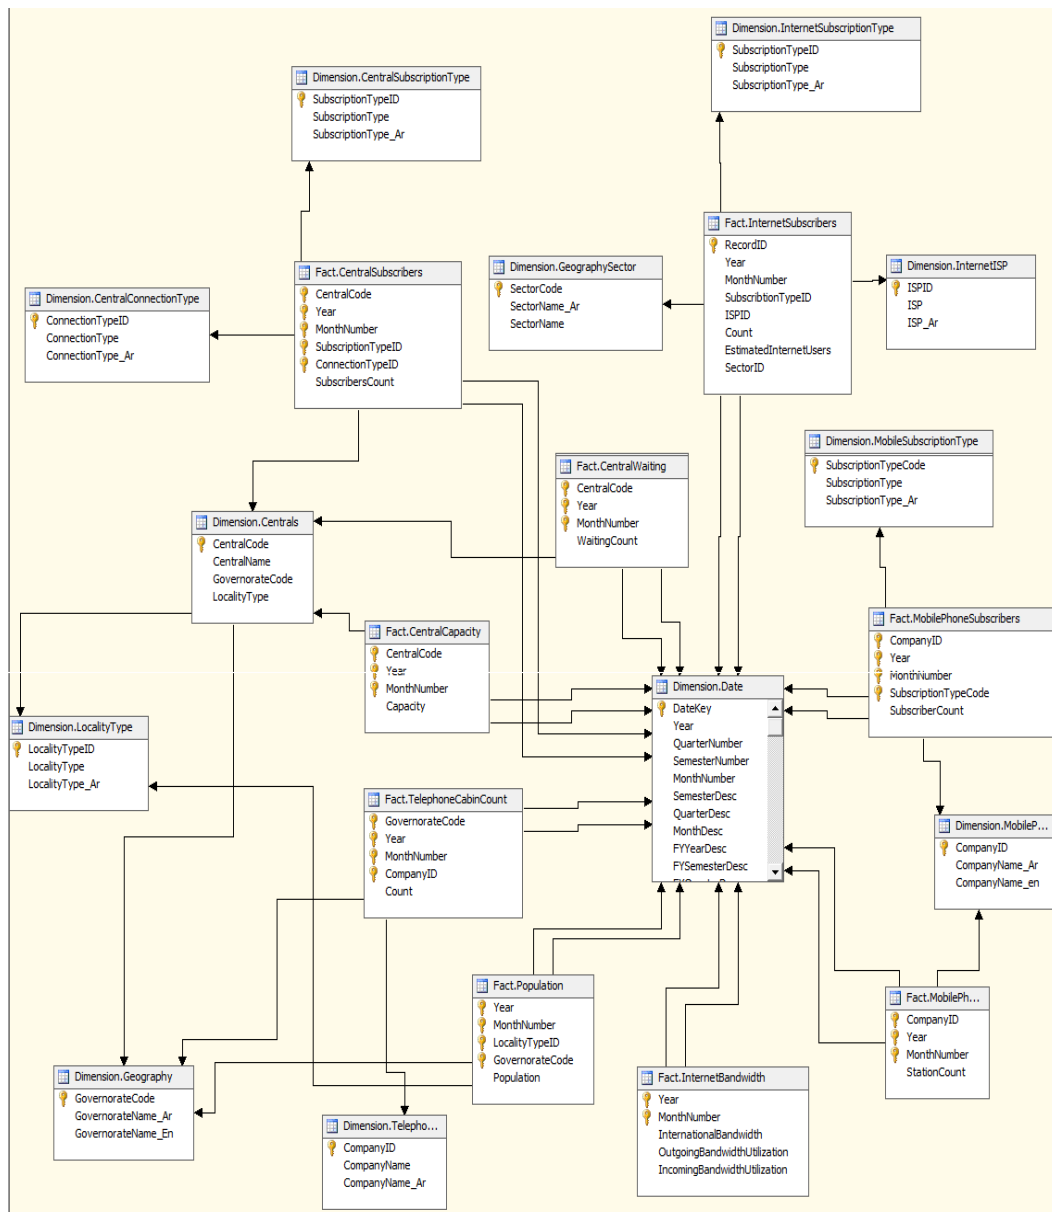 Dimension.InternetSubscriptionType
SubscriptionTypeID
SubscriptionType
SubscriptionType_Ar
Dimension.CentralSubscriptionType
SubscriptionTypeID
SubscriptionType
SubscriptionType_Ar
Fact.InternetSubscribers
RecordID
Year
MonthNumber
SubscribtionTypeID
ISPID
Count
EstimatedInternetUsers
SectorID
Dimension.GeographySector
SectorCode
SectorName_Ar
SectorName
Dimension.InternetISP
ISPID
ISP
ISP_Ar
Fact.CentralSubscribers
CentralCode
Year
MonthNumber
SubscriptionTypeID
ConnectionTypeID
SubscribersCount
Dimension.CentralConnectionType
ConnectionTypeID
ConnectionType
ConnectionType_Ar
Dimension.MobileSubscriptionType
SubscriptionTypeCode
SubscriptionType
SubscriptionType_Ar
Fact.CentralWaiting
CentralCode
Year
MonthNumber
WaitingCount
Dimension.Centrals
CentralCode
CentralName
GovernorateCode
LocalityType
Fact.CentralCapacity
CentralCode
Year
MonthNumber
Capacity
Fact.MobilePhoneSubscribers
CompanyID
Year
MonthNumber
SubscriptionTypeCode
SubscriberCount
Dimension.Date
DateKey
Year
QuarterNumber
SemesterNumber
MonthNumber
SemesterDesc
QuarterDesc
MonthDesc
FYYearDesc
FYSemesterDesc
Dimension.LocalityType
LocalityTypeID
LocalityType
LocalityType_Ar
Fact.TelephoneCabinCount
GovernorateCode
Year
MonthNumber
CompanyID
Count
Dimension.MobileP...
CompanyID
CompanyName_Ar
CompanyName_en
Fact.Population
Year
MonthNumber
LocalityTypeID
GovernorateCode
Population
Fact.MobilePh...
CompanyID
Year
MonthNumber
StationCount
Dimension.Geography
GovernorateCode
GovernorateName_Ar
GovernorateName_En
Fact.InternetBandwidth
Year
MonthNumber
InternationalBandwidth
OutgoingBandwidthUtilization
IncomingBandwidthUtilization
Dimension.Telepho...
CompanyID
CompanyName
CompanyName_Ar